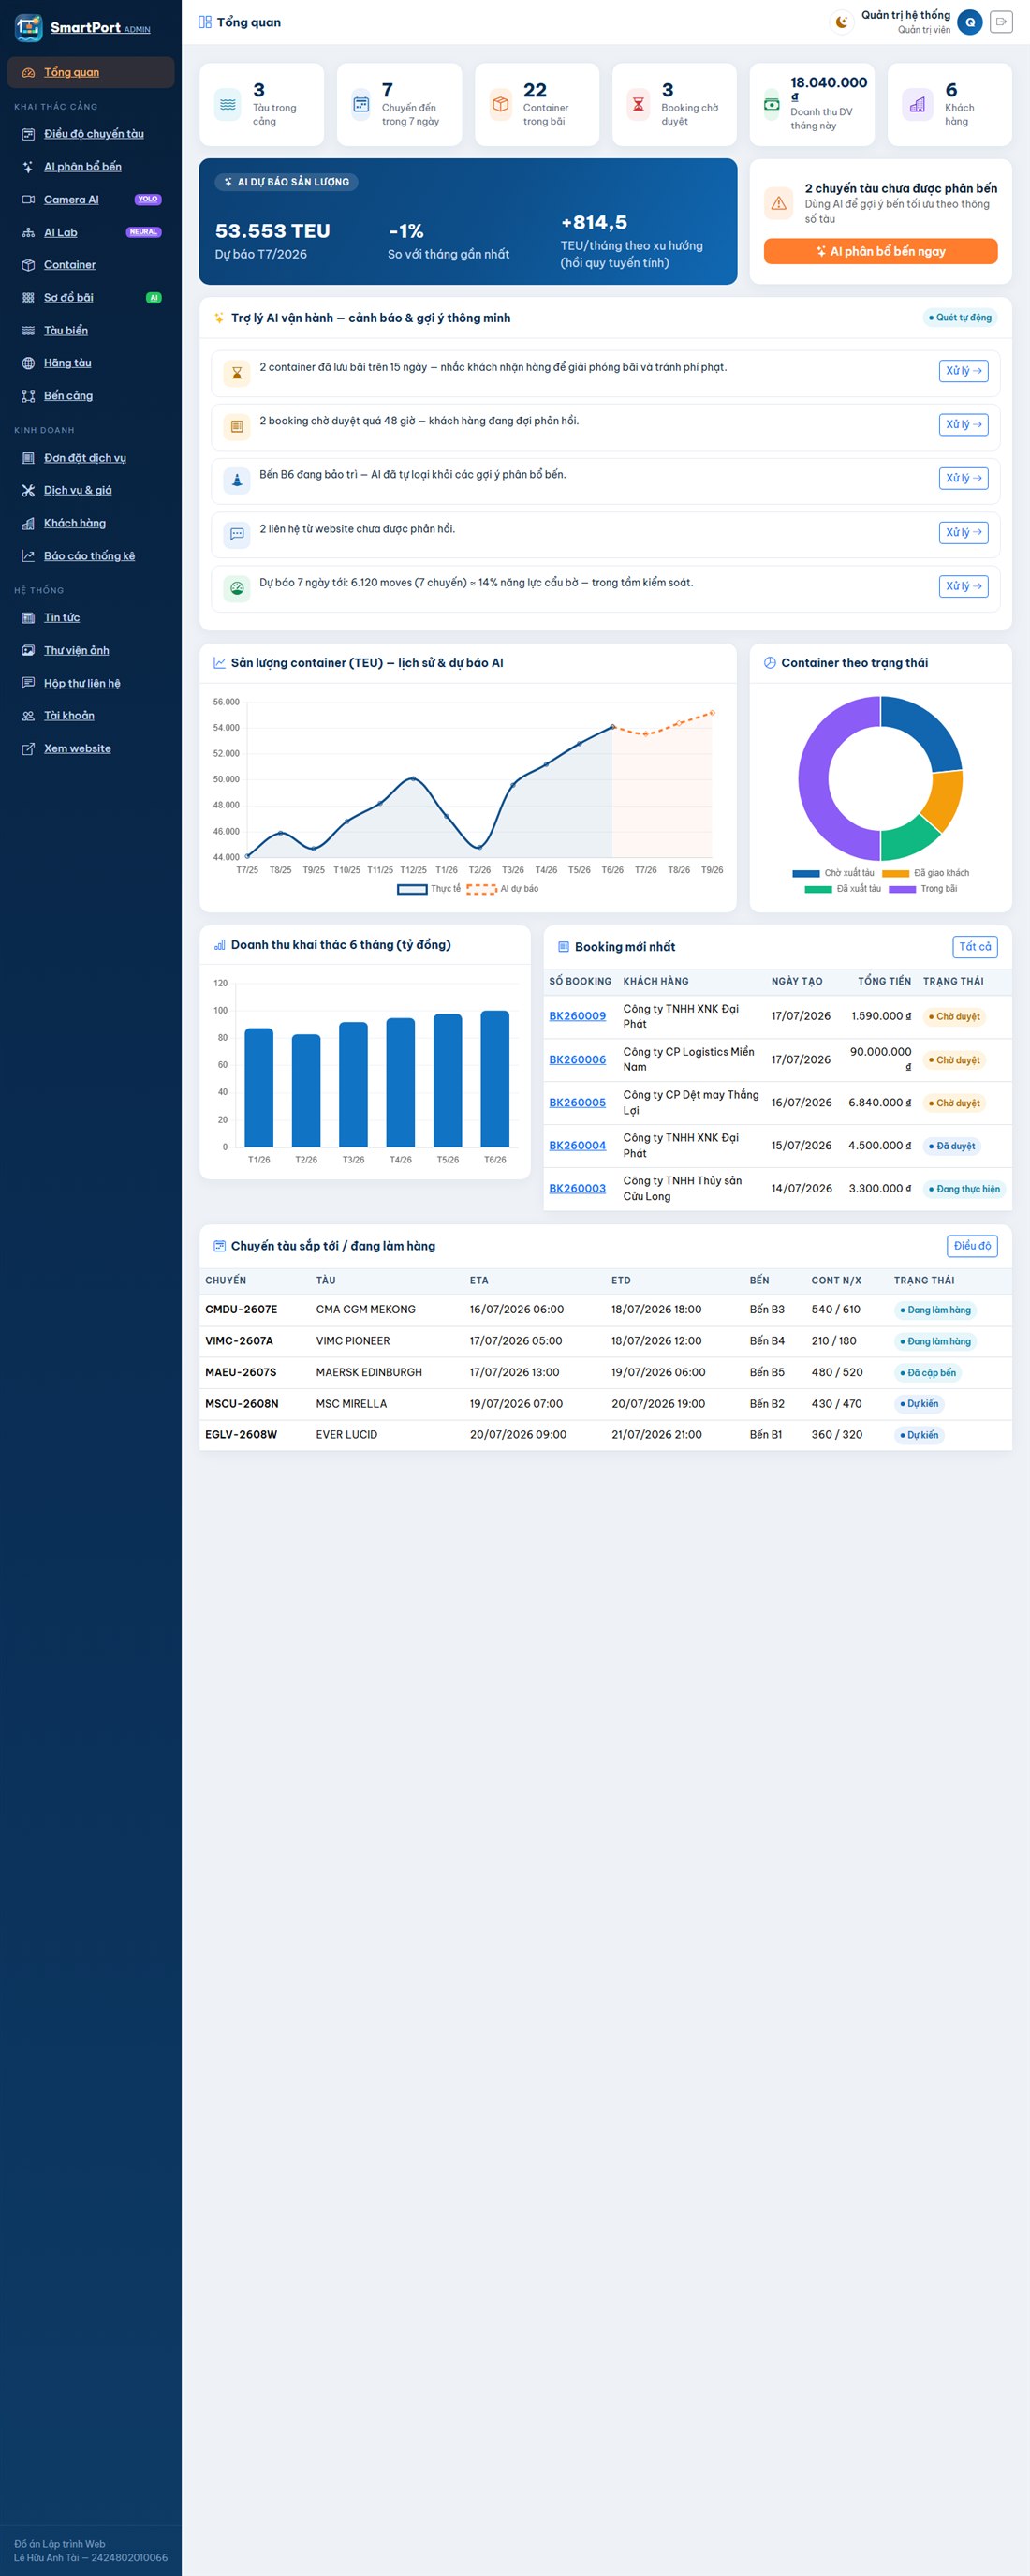 SmartPort ADMIN
Tổng quan
KHAI THÁC CẢNG
Điều độ chuyến tàu
AI phân bổ bến
Camera AI YOLO
AI Lab NEURAL
Container
Sơ đồ bãi AI
Tàu biển
Hãng tàu
Bến cảng
KINH DOANH
Đơn đặt dịch vụ
Dịch vụ & giá
Khách hàng
Báo cáo thống kê
HỆ THỐNG
Tin tức
Thư viện ảnh
Hộp thư liên hệ
Tài khoản
Xem website
Đồ án Lập trình Web
Lê Hữu Anh Tài — 2424802010066
Tổng quan
Quản trị hệ thống
Quản trị viên
Q
3
Tàu trong
cảng
7
Chuyến đến
trong 7 ngày
22
Container
trong bãi
3
Booking chờ
duyệt
18.040.000
đ
Doanh thu DV
tháng này
6
Khách
hàng
AI DỰ BÁO SẢN LƯỢNG
53.553 TEU
Dự báo T7/2026
-1%
So với tháng gần nhất
+814,5
TEU/tháng theo xu hướng
(hồi quy tuyến tính)
2 chuyến tàu chưa được phân bến
Dùng AI để gợi ý bến tối ưu theo thông
số tàu
AI phân bổ bến ngay
Trợ lý AI vận hành — cảnh báo & gợi ý thông minh
• Quét tự động
2 container đã lưu bãi trên 15 ngày — nhắc khách nhận hàng để giải phóng bãi và tránh phí phạt.
Xử lý →
2 booking chờ duyệt quá 48 giờ — khách hàng đang đợi phản hồi.
Xử lý →
Bến B6 đang bảo trì — AI đã tự loại khỏi các gợi ý phân bổ bến.
Xử lý →
2 liên hệ từ website chưa được phản hồi.
Xử lý →
Dự báo 7 ngày tới: 6.120 moves (7 chuyến) ≈ 14% năng lực cẩu bờ — trong tầm kiểm soát.
Xử lý →
Sản lượng container (TEU) — lịch sử & dự báo AI
56.000
54.000
52.000
50.000
48.000
46.000
44.000
T7/25 T8/25 T9/25 T10/25 T11/25 T12/25 T1/26 T2/26 T3/26 T4/26 T5/26 T6/26 T7/26 T8/26 T9/26
Thực tế AI dự báo
Container theo trạng thái
Chờ xuất tàu Đã giao khách
Đã xuất tàu Trong bãi
Doanh thu khai thác 6 tháng (tỷ đồng)
120
100
80
60
40
20
0
T1/26 T2/26 T3/26 T4/26 T5/26 T6/26
Booking mới nhất
Tất cả
SỐ BOOKING KHÁCH HÀNG NGÀY TẠO TỔNG TIỀN TRẠNG THÁI
BK260009 Công ty TNHH XNK Đại Phát 17/07/2026 1.590.000 đ • Chờ duyệt
BK260006 Công ty CP Logistics Miền Nam 17/07/2026 90.000.000 đ • Chờ duyệt
BK260005 Công ty CP Dệt may Thắng Lợi 16/07/2026 6.840.000 đ • Chờ duyệt
BK260004 Công ty TNHH XNK Đại Phát 15/07/2026 4.500.000 đ • Đã duyệt
BK260003 Công ty TNHH Thủy sản Cửu Long 14/07/2026 3.300.000 đ • Đang thực hiện
Chuyến tàu sắp tới / đang làm hàng
Điều độ
CHUYẾN TÀU ETA ETD BẾN CONT N/X TRẠNG THÁI
CMDU-2607E CMA CGM MEKONG 16/07/2026 06:00 18/07/2026 18:00 Bến B3 540 / 610 • Đang làm hàng
VIMC-2607A VIMC PIONEER 17/07/2026 05:00 18/07/2026 12:00 Bến B4 210 / 180 • Đang làm hàng
MAEU-2607S MAERSK EDINBURGH 17/07/2026 13:00 19/07/2026 06:00 Bến B5 480 / 520 • Đã cập bến
MSCU-2608N MSC MIRELLA 19/07/2026 07:00 20/07/2026 19:00 Bến B2 430 / 470 • Dự kiến
EGLV-2608W EVER LUCID 20/07/2026 09:00 21/07/2026 21:00 Bến B1 360 / 320 • Dự kiến